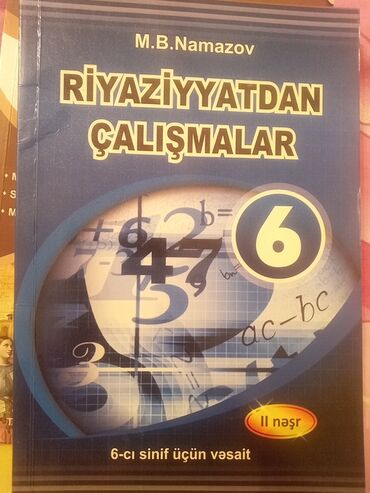 M.B.Namazov
RİYAZİYYATDAN
ÇALIŞMALAR
6
ac-bc
II nəşr
6-cı sinif üçün vəsait